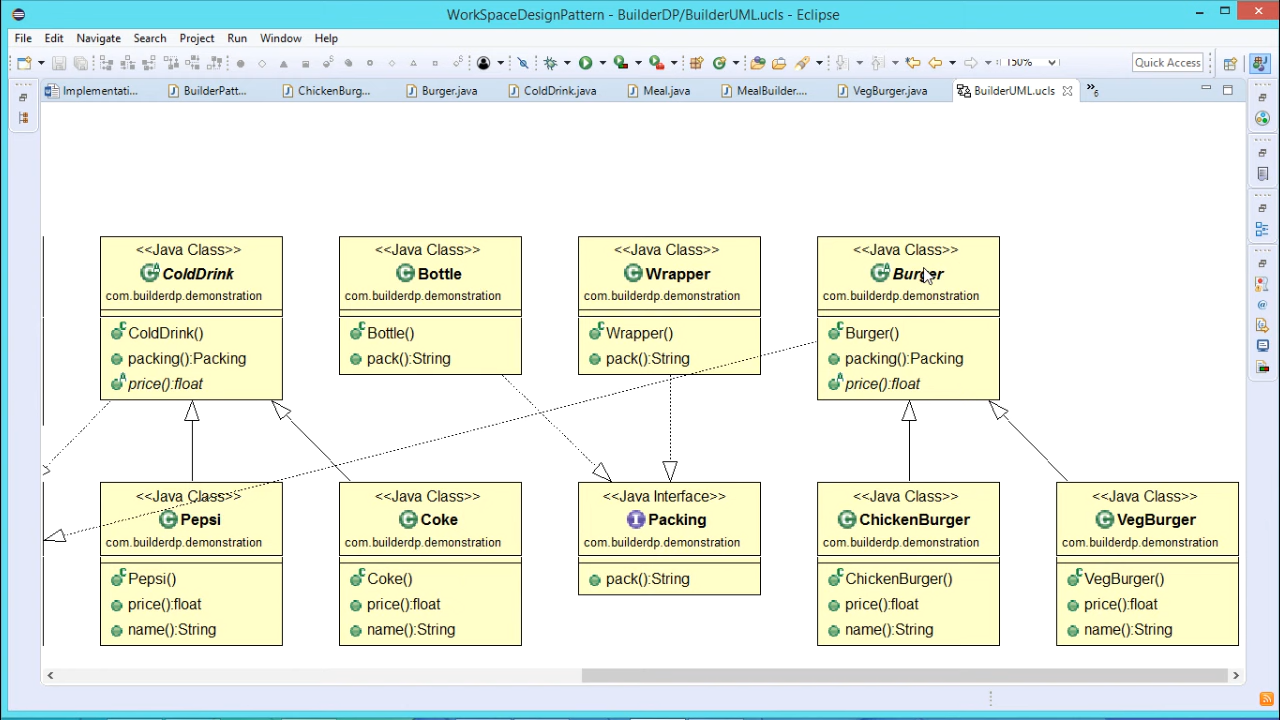 WorkSpaceDesignPattern - BuilderDP/BuilderUML.ucls - Eclipse
File Edit Navigate Search Project Run Window Help
150% Quick Access
Implementati... BuilderPatt... ChickenBurg... Burger.java ColdDrink.java Meal.java MealBuilder.... VegBurger.java BuilderUML.ucls »6
<<Java Class>>
ColdDrink
com.builderdp.demonstration
ColdDrink()
packing():Packing
price():float
<<Java Class>>
Bottle
com.builderdp.demonstration
Bottle()
pack():String
<<Java Class>>
Wrapper
com.builderdp.demonstration
Wrapper()
pack():String
<<Java Class>>
Burger
com.builderdp.demonstration
Burger()
packing():Packing
price():float
<<Java Class>>
Pepsi
com.builderdp.demonstration
Pepsi()
price():float
name():String
<<Java Class>>
Coke
com.builderdp.demonstration
Coke()
price():float
name():String
<<Java Interface>>
Packing
com.builderdp.demonstration
pack():String
<<Java Class>>
ChickenBurger
com.builderdp.demonstration
ChickenBurger()
price():float
name():String
<<Java Class>>
VegBurger
com.builderdp.demonstration
VegBurger()
price():float
name():String